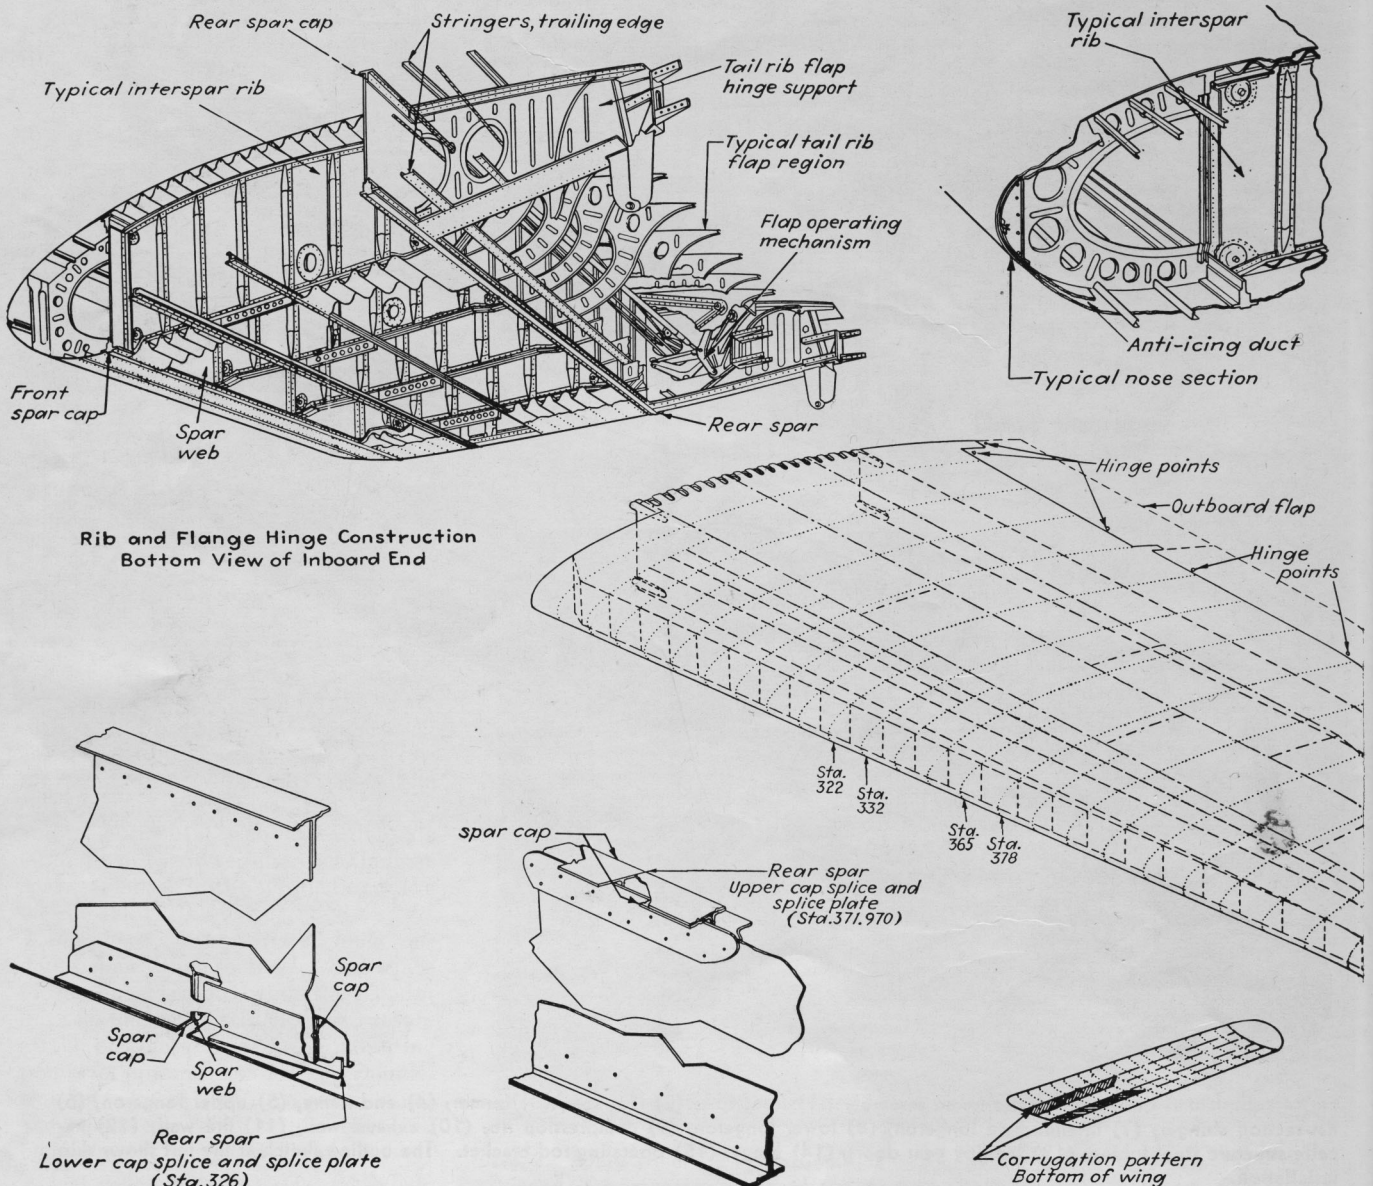 Rear spar cap
Stringers, trailing edge
Typical interspar rib
Tail rib flap
hinge support
Typical tail rib
flap region
Flap operating
mechanism
Front
spar cap
Spar
web
Rear spar
Typical interspar
rib
Anti-icing duct
Typical nose section
Rib and Flange Hinge Construction
Bottom View of Inboard End
Hinge points
Outboard flap
Hinge
points
Sta.
322
Sta.
332
Sta.
365
Sta.
378
Spar
cap
Spar
cap
Spar
web
Rear spar
Lower cap splice and splice plate
(Sta.326)
spar cap
Rear spar
Upper cap splice and
splice plate
(Sta.371.970)
Corrugation pattern
Bottom of wing